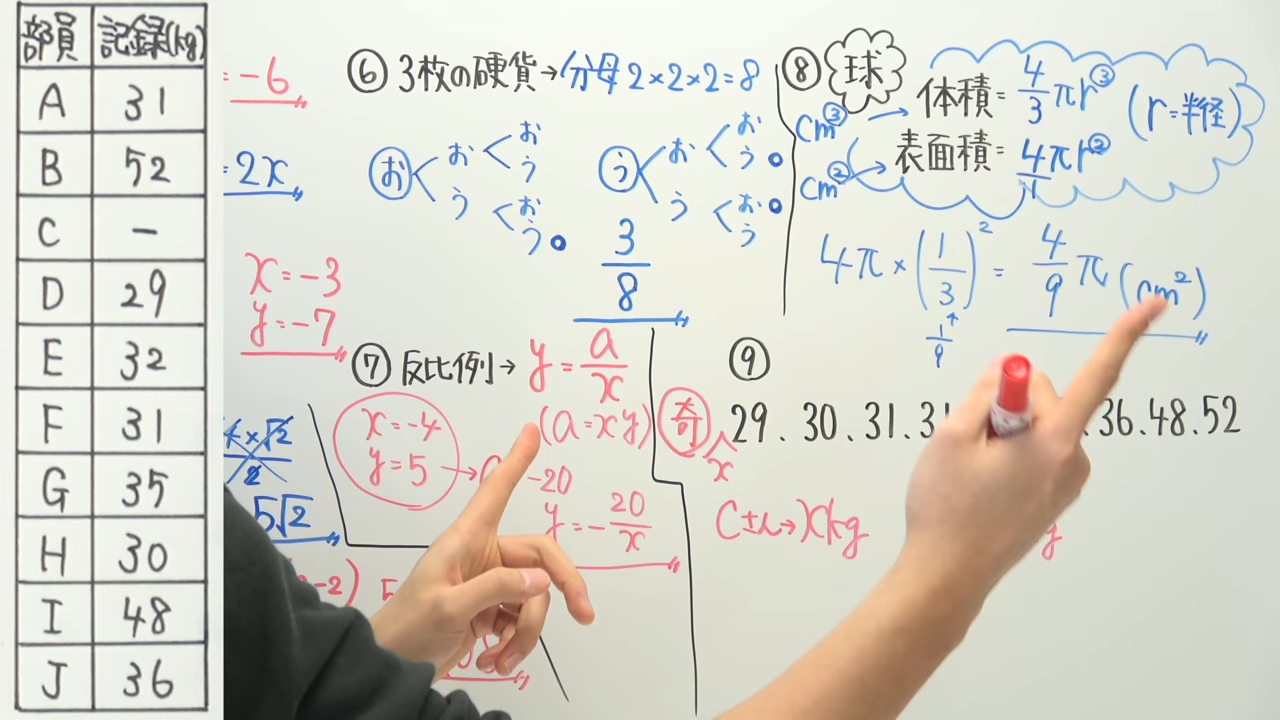 部員 記録(kg)
A 31
B 52
C -
D 29
E 32
F 31
G 35
H 30
I 48
J 36
= -6
= 2x
x = -3
y = -7
5√2
⑥ 3枚の硬貨→分母 2×2×2=8
お お お
う
う お
う
う お お
う
う お
う
3/8
⑦ 反比例→ y = a/x
(a = xy)
x = -4
y = 5
-20
y = -20/x
⑧ 球
cm³ → 体積 = 4/3 πr³
(r = 半径)
cm² → 表面積 = 4πr²
4π × (1/3)² = 4/9 π (cm²)
1/9
⑨
29 . 30 . 31 . 31
. 36 . 48 . 52
x
Cさん→xkg